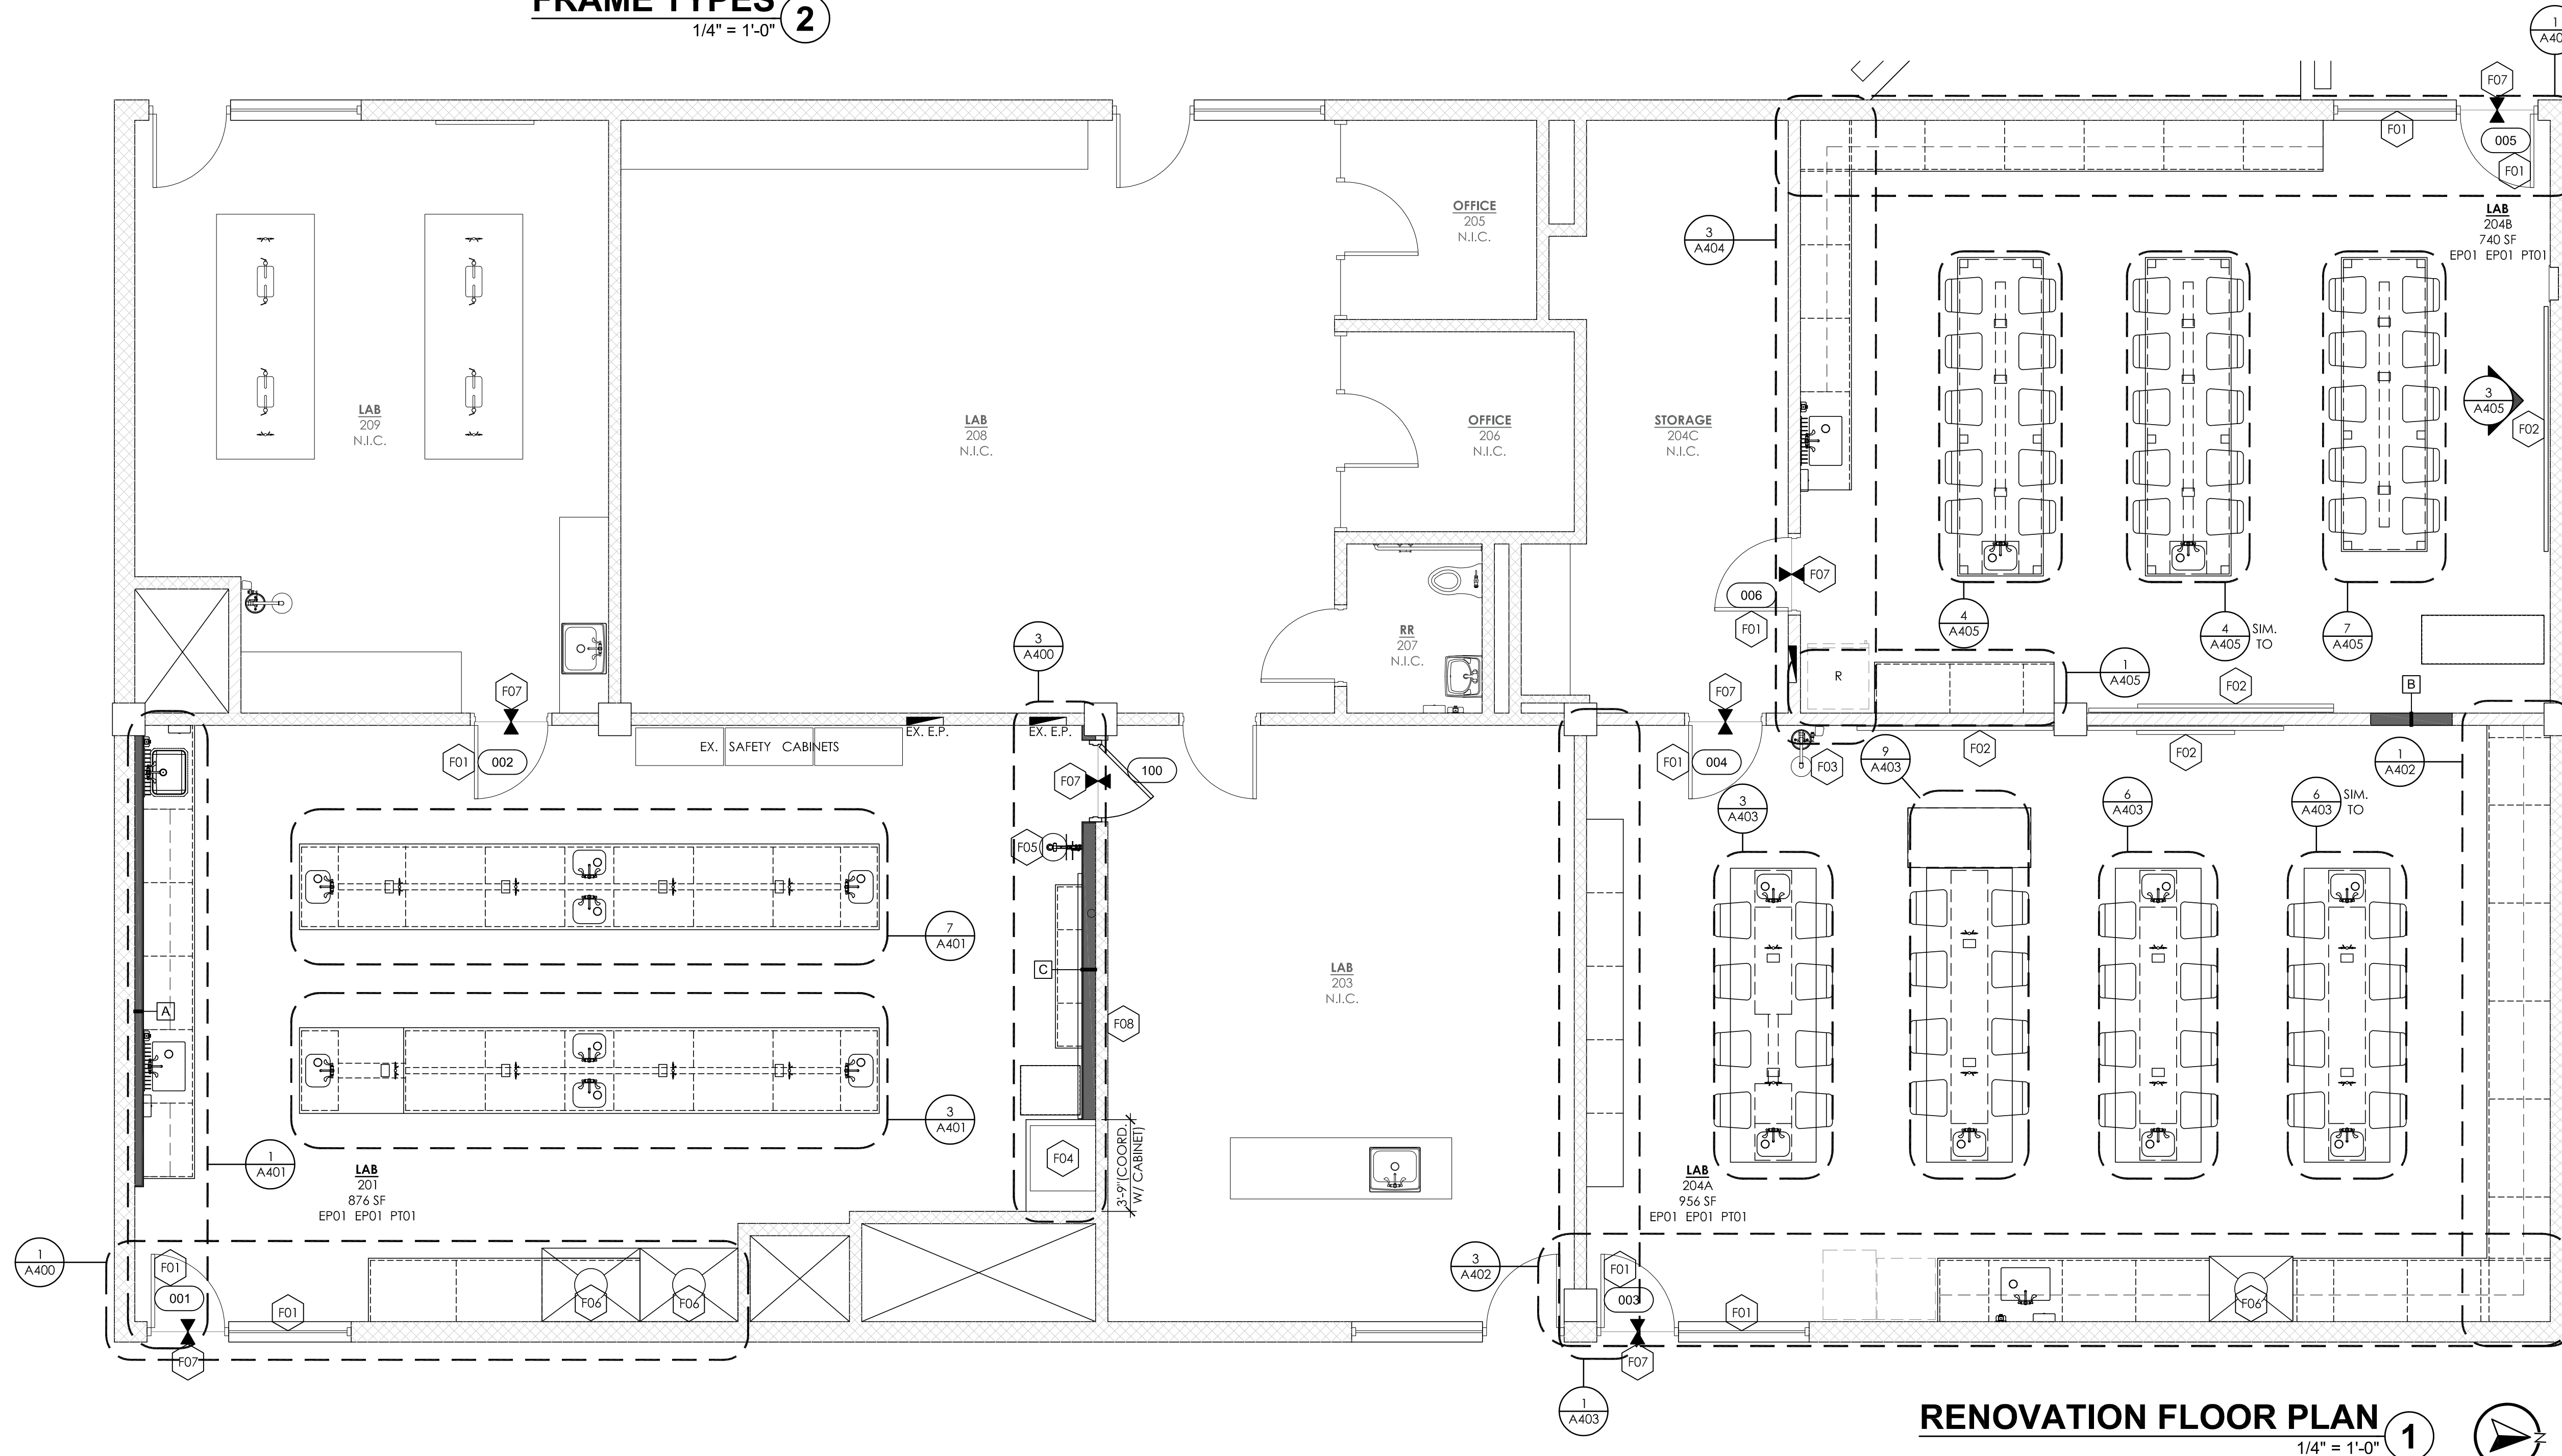 FRAME TYPES 2
1/4" = 1'-0"
1
F07
F01
005
F01
LAB
204B
740 SF
EP01 EP01 PT01
OFFICE
205
N.I.C.
3
A404
LAB
209
N.I.C.
LAB
208
N.I.C.
OFFICE
206
N.I.C.
STORAGE
204C
N.I.C.
3
A405
F02
F07
006
F01
4
A405
4
A405
SIM.
TO
7
A405
RR
207
N.I.C.
3
A400
R
1
A405
F02
B
F07
F07
EX. E.P.
EX. E.P.
EX. SAFETY CABINETS
F01
002
F07
100
F01
004
F03
9
A403
F02
F02
1
A402
3
A403
6
A403
6
A403
SIM.
TO
F05
7
A401
C
LAB
203
N.I.C.
A
F08
3
A401
F04
3'-9" (COORD.
W/ CABINET)
1
A401
LAB
201
876 SF
EP01 EP01 PT01
LAB
204A
956 SF
EP01 EP01 PT01
1
A400
F01
001
F01
F06
F06
F07
3
A402
F01
003
F01
F06
F07
1
A403
RENOVATION FLOOR PLAN 1
1/4" = 1'-0"
N